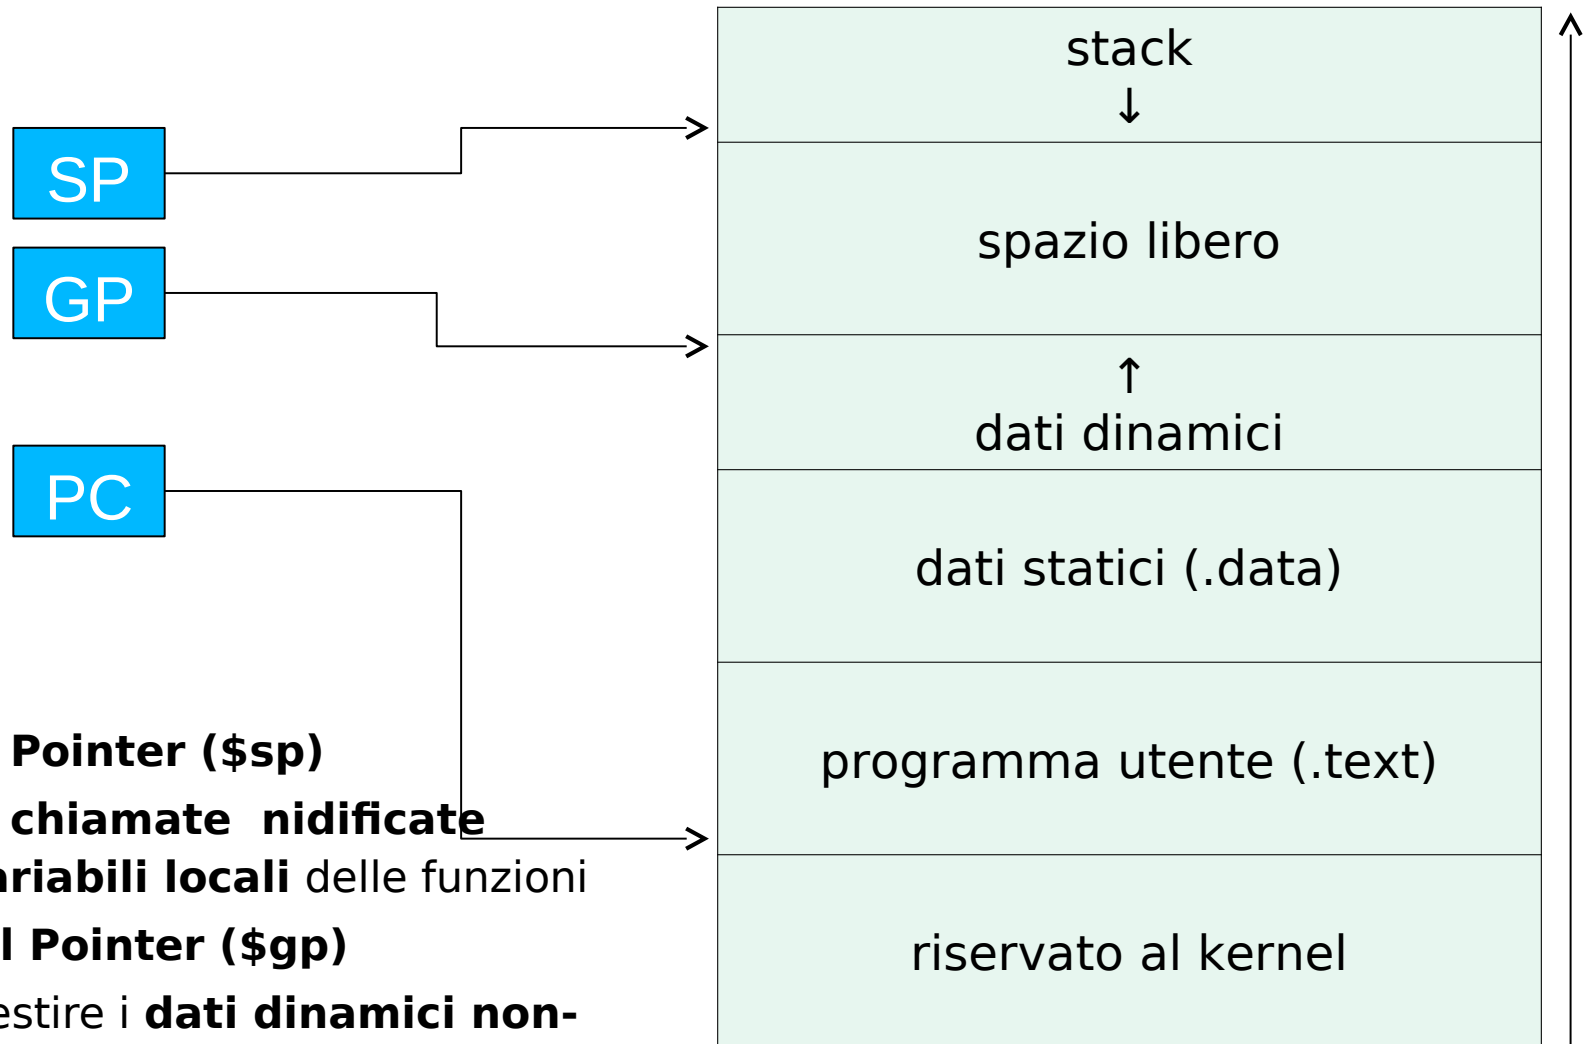 stack
↓
SP
spazio libero
GP
↑
dati dinamici
PC
dati statici (.data)
programma utente (.text)
riservato al kernel
Pointer ($sp)
chiamate nidificate
ariabili locali delle funzioni
l Pointer ($gp)
estire i dati dinamici non-